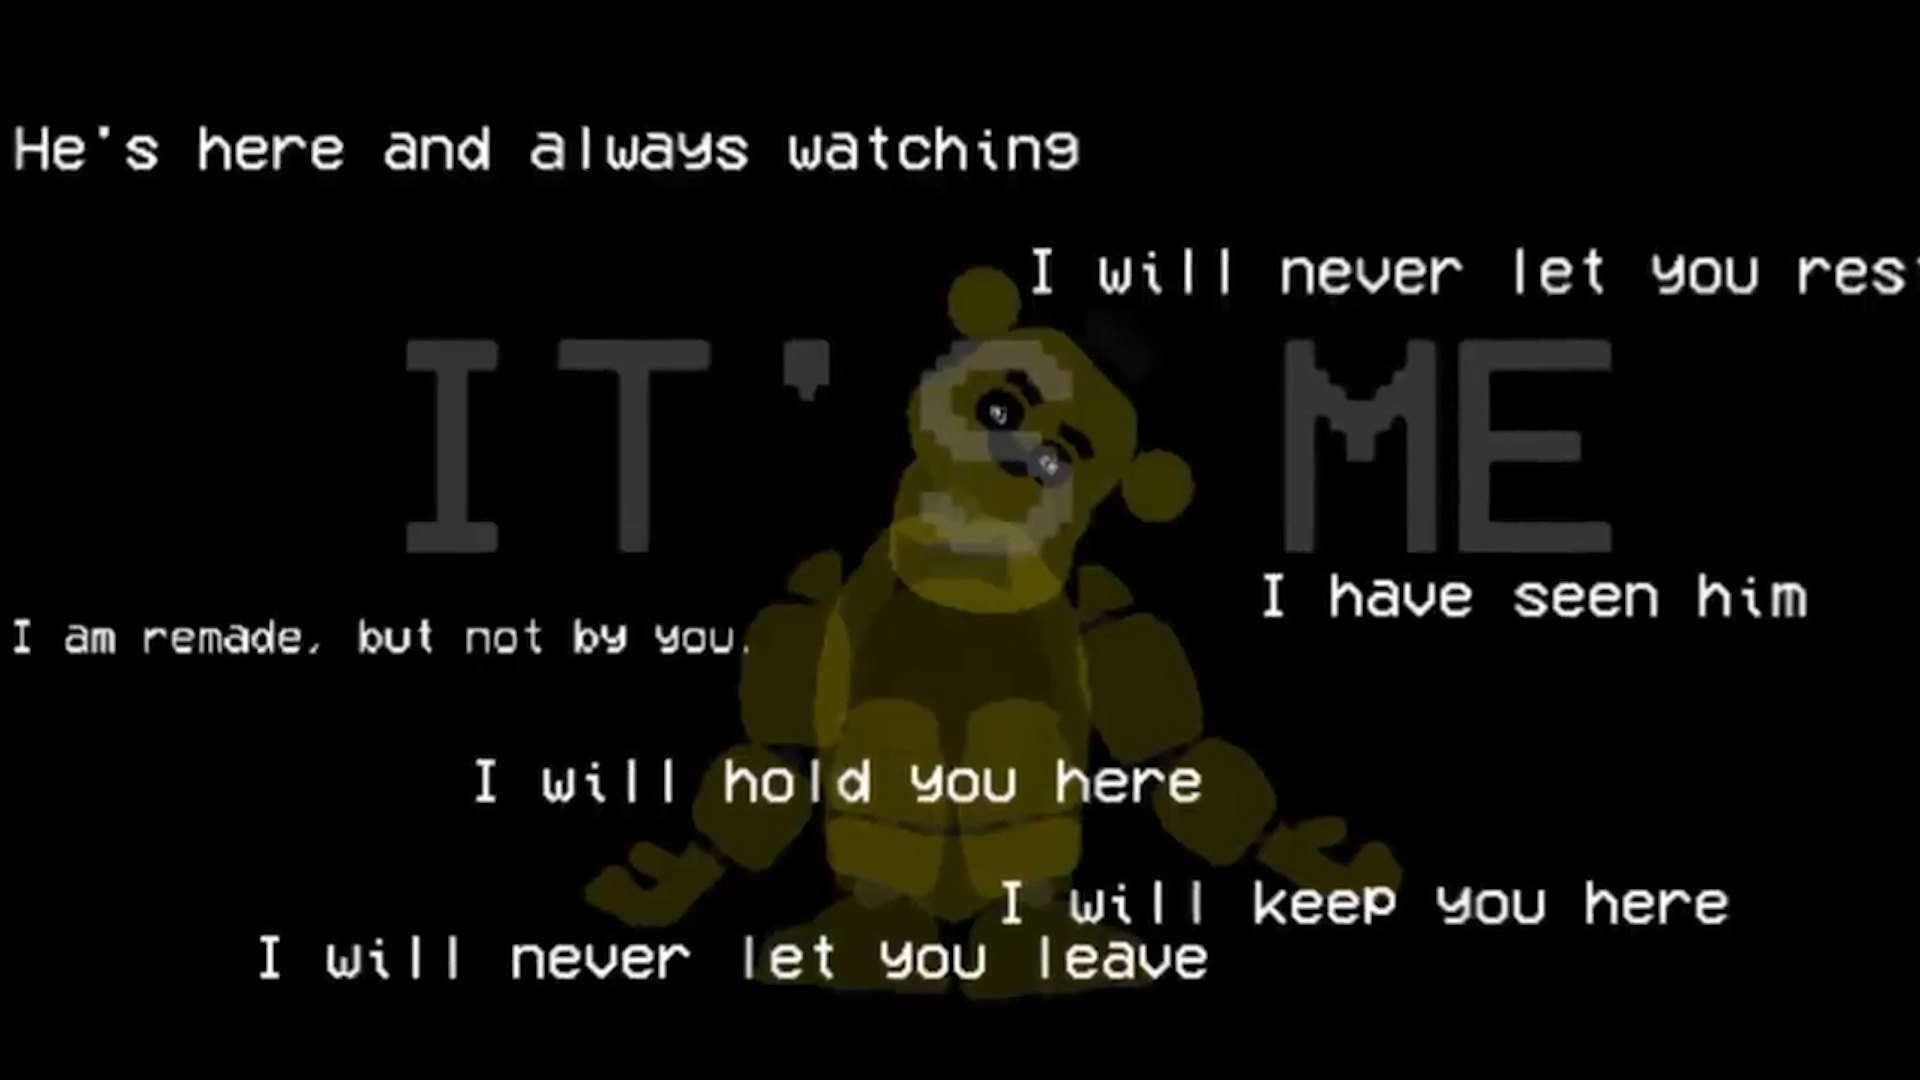 He's here and always watching
I will never let you res
IT'S ME
I have seen him
I am remade, but not by you.
I will hold you here
I will keep you here
I will never let you leave